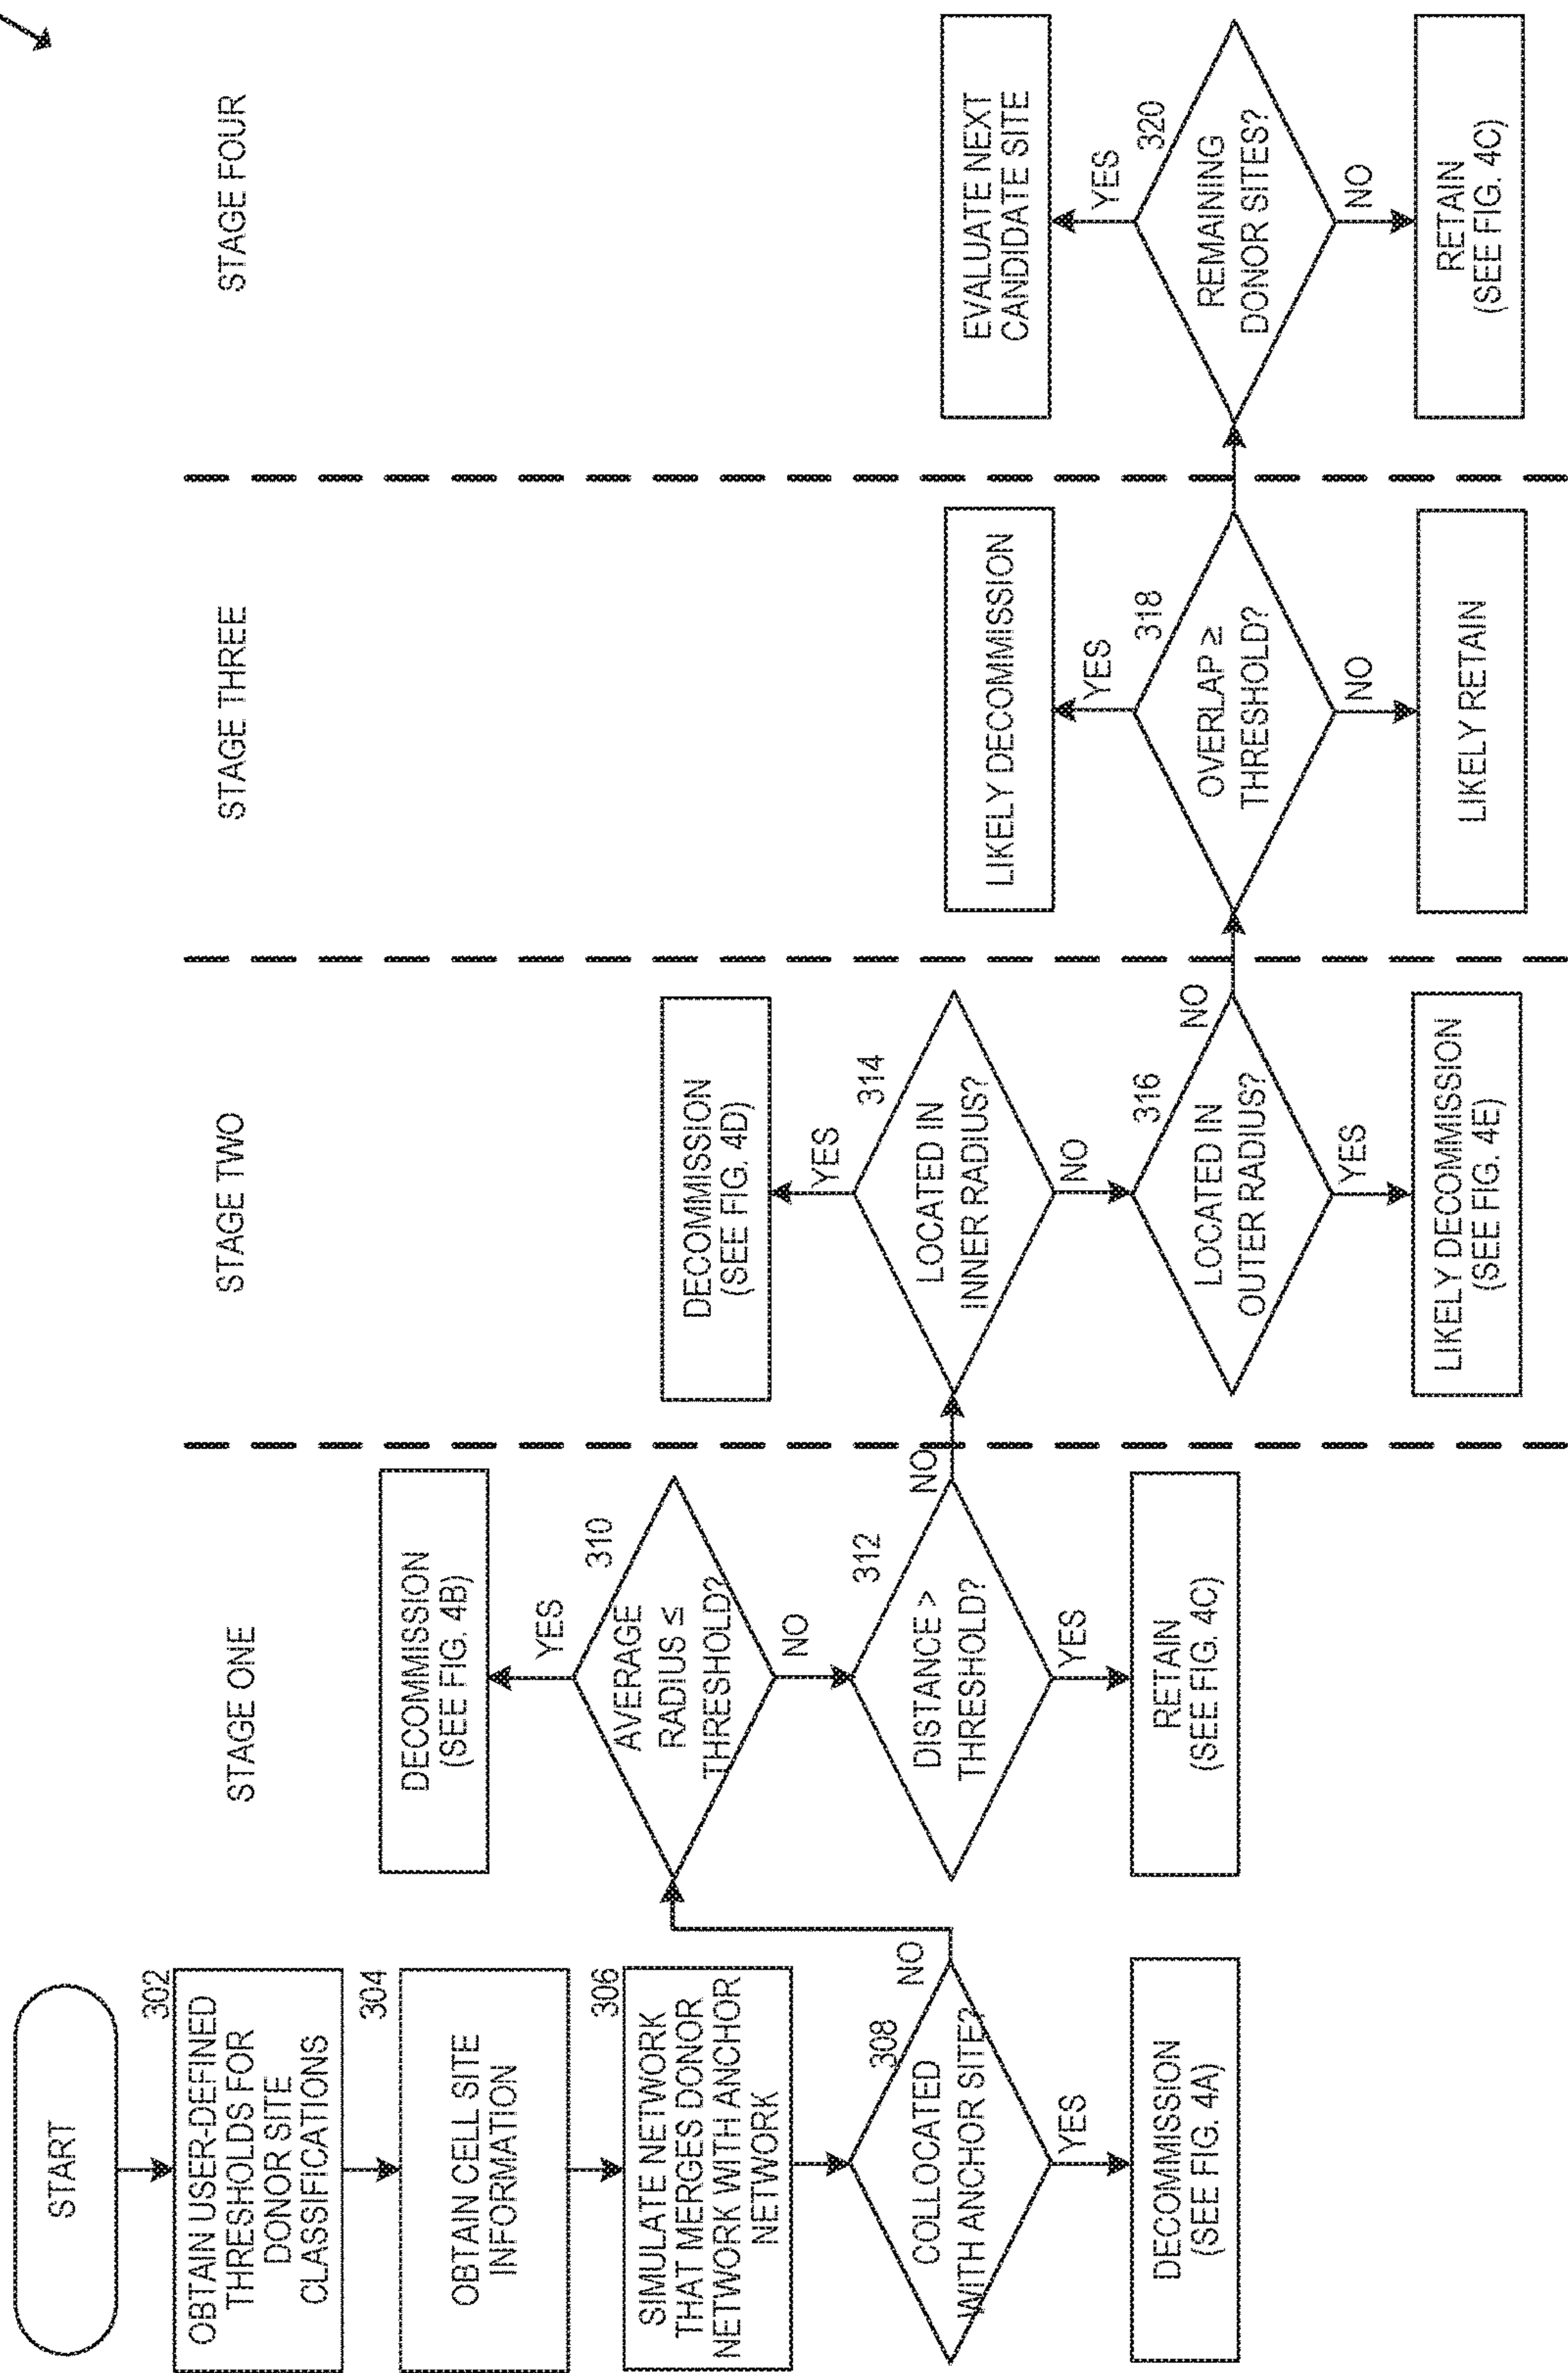 START
302
OBTAIN USER-DEFINED
THRESHOLDS FOR
DONOR SITE
CLASSIFICATIONS
304
OBTAIN CELL SITE
INFORMATION
306
SIMULATE NETWORK
THAT MERGES DONOR
NETWORK WITH ANCHOR
NETWORK
308
COLLOCATED
WITH ANCHOR SITE?
NO
YES
DECOMMISSION
(SEE FIG. 4A)
STAGE ONE
DECOMMISSION
(SEE FIG. 4B)
YES
310
AVERAGE
RADIUS ≤
THRESHOLD?
NO
312
DISTANCE >
THRESHOLD?
NO
YES
RETAIN
(SEE FIG. 4C)
STAGE TWO
DECOMMISSION
(SEE FIG. 4D)
YES
314
LOCATED IN
INNER RADIUS?
NO
316
LOCATED IN
OUTER RADIUS?
NO
YES
LIKELY DECOMMISSION
(SEE FIG. 4E)
STAGE THREE
LIKELY DECOMMISSION
YES
318
OVERLAP ≥
THRESHOLD?
NO
LIKELY RETAIN
STAGE FOUR
EVALUATE NEXT
CANDIDATE SITE
YES
320
REMAINING
DONOR SITES?
NO
RETAIN
(SEE FIG. 4C)